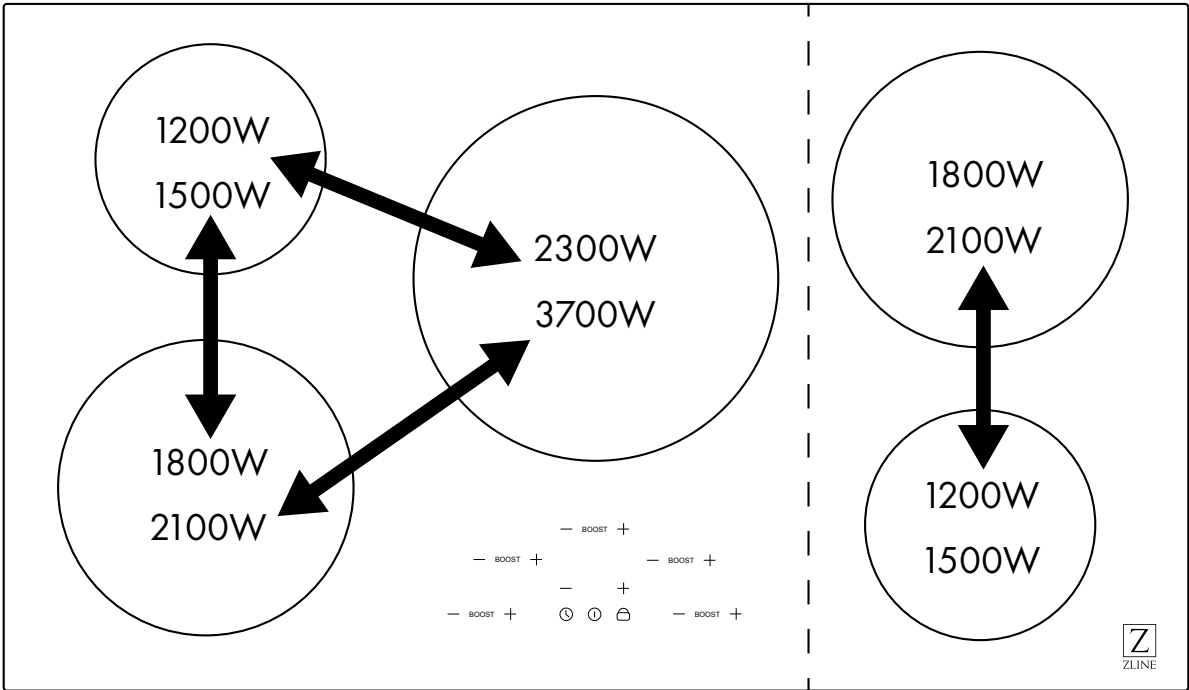 1200W
1500W
2300W
3700W
1800W
2100W
1800W
2100W
1200W
1500W
− BOOST +
− BOOST +
− BOOST +
− +
− BOOST +
− BOOST +
Z
ZLINE